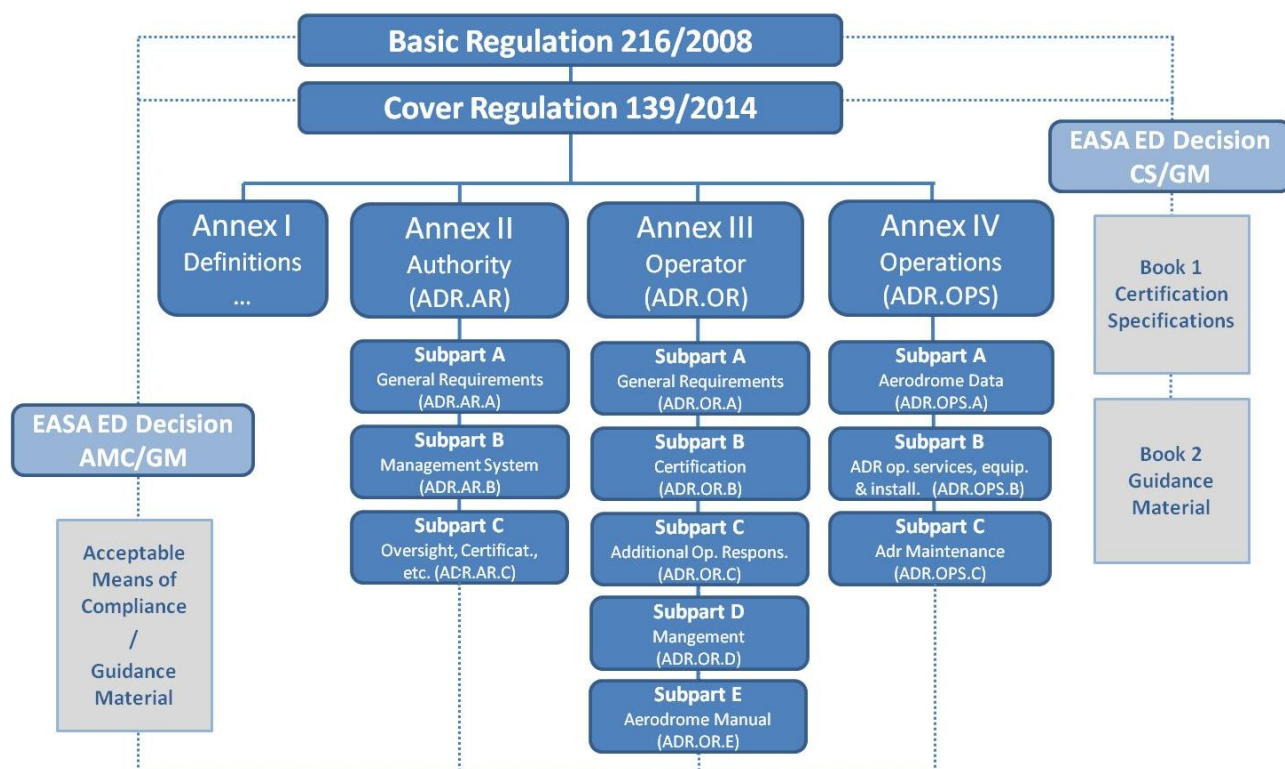 Basic Regulation 216/2008
Cover Regulation 139/2014
EASA ED Decision
CS/GM
Annex I
Definitions
...
Annex II
Authority
(ADR.AR)
Annex III
Operator
(ADR.OR)
Annex IV
Operations
(ADR.OPS)
Book 1
Certification
Specifications
Subpart A
General Requirements
(ADR.AR.A)
Subpart A
General Requirements
(ADR.OR.A)
Subpart A
Aerodrome Data
(ADR.OPS.A)
EASA ED Decision
AMC/GM
Subpart B
Management System
(ADR.AR.B)
Subpart B
Certification
(ADR.OR.B)
Subpart B
ADR op. services, equip.
& install. (ADR.OPS.B)
Book 2
Guidance
Material
Subpart C
Oversight, Certificat.,
etc. (ADR.AR.C)
Subpart C
Additional Op. Respons.
(ADR.OR.C)
Subpart C
Adr Maintenance
(ADR.OPS.C)
Acceptable
Means of
Compliance
/
Guidance
Material
Subpart D
Mangement
(ADR.OR.D)
Subpart E
Aerodrome Manual
(ADR.OR.E)